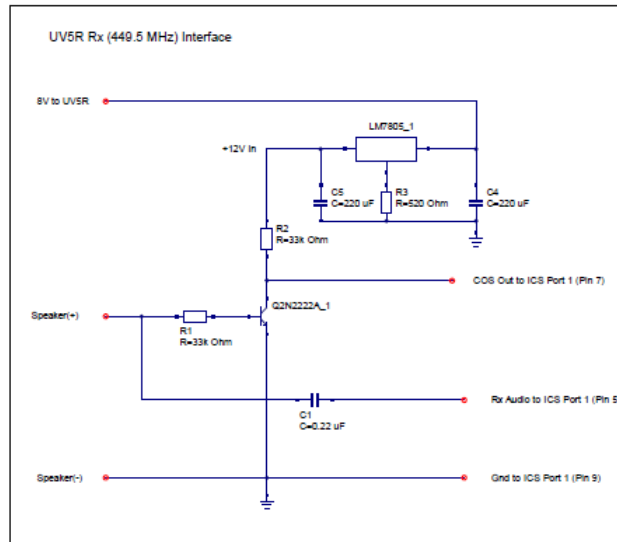 UV5R Rx (449.5 MHz) Interface
8V to UV5R
LM7805_1
+12V In
C5
C=220 uF
R3
R=520 Ohm
C4
C=220 uF
R2
R=33k Ohm
COS Out to ICS Port 1 (Pin 7)
Q2N2222A_1
Speaker(+)
R1
R=33k Ohm
C1
C=0.22 uF
Rx Audio to ICS Port 1 (Pin 5
Speaker(-)
Gnd to ICS Port 1 (Pin 9)